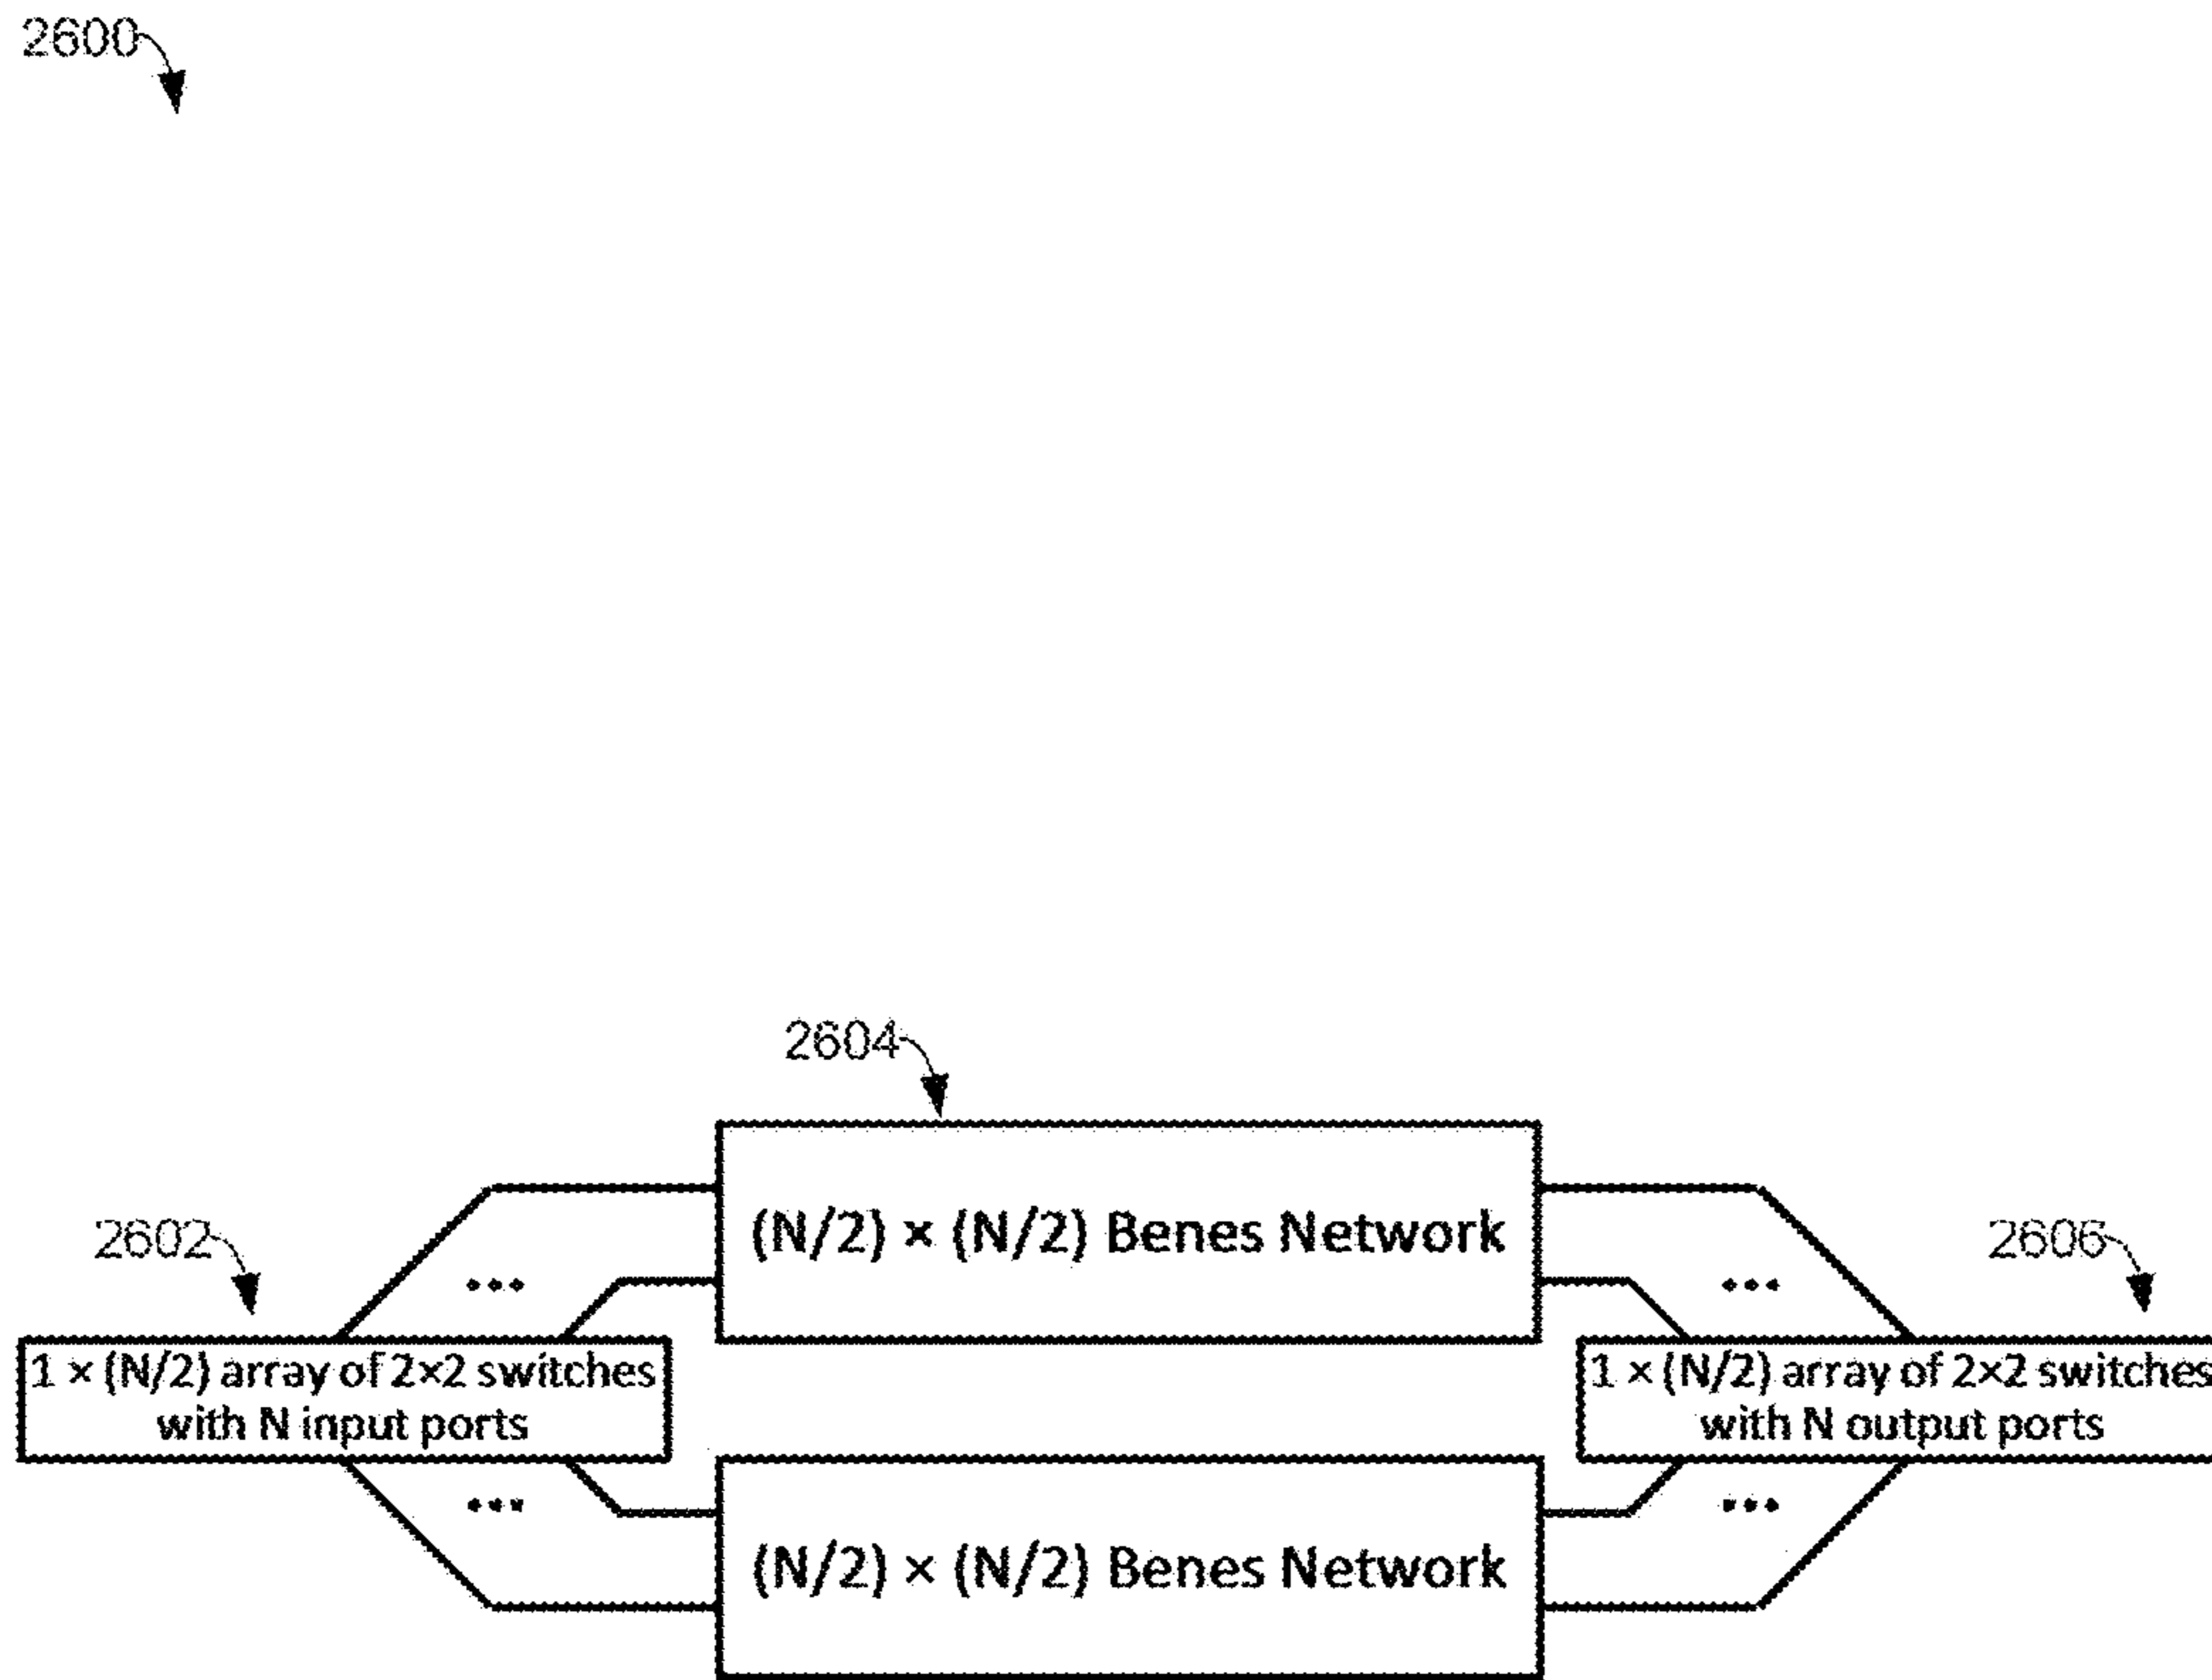 2600
2604
(N/2) × (N/2) Benes Network
2602
2606
1 × (N/2) array of 2×2 switches
with N input ports
1 × (N/2) array of 2×2 switches
with N output ports
(N/2) × (N/2) Benes Network